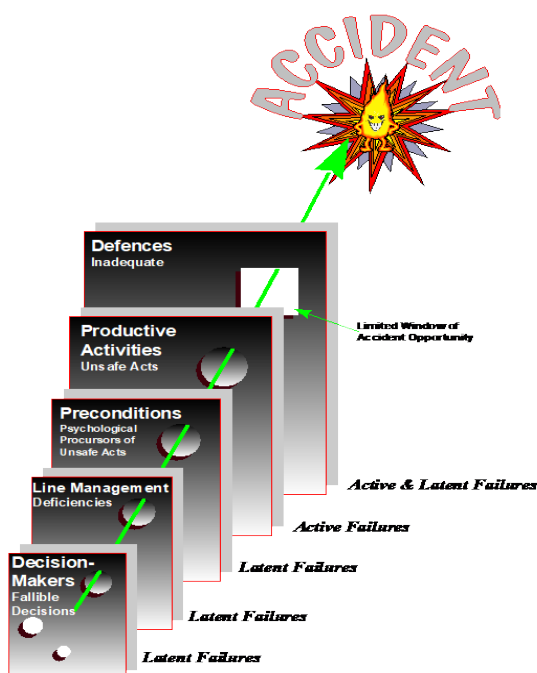 ACCIDENT
Defences
Inadequate
Limited Window of
Accident Opportunity
Productive
Activities
Unsafe Acts
Preconditions
Psychological
Procursors of
Unsafe Acts
Line Management
Deficiencies
Decision-
Makers
Fallible
Decisions
Active & Latent Failures
Active Failures
Latent Failures
Latent Failures
Latent Failures